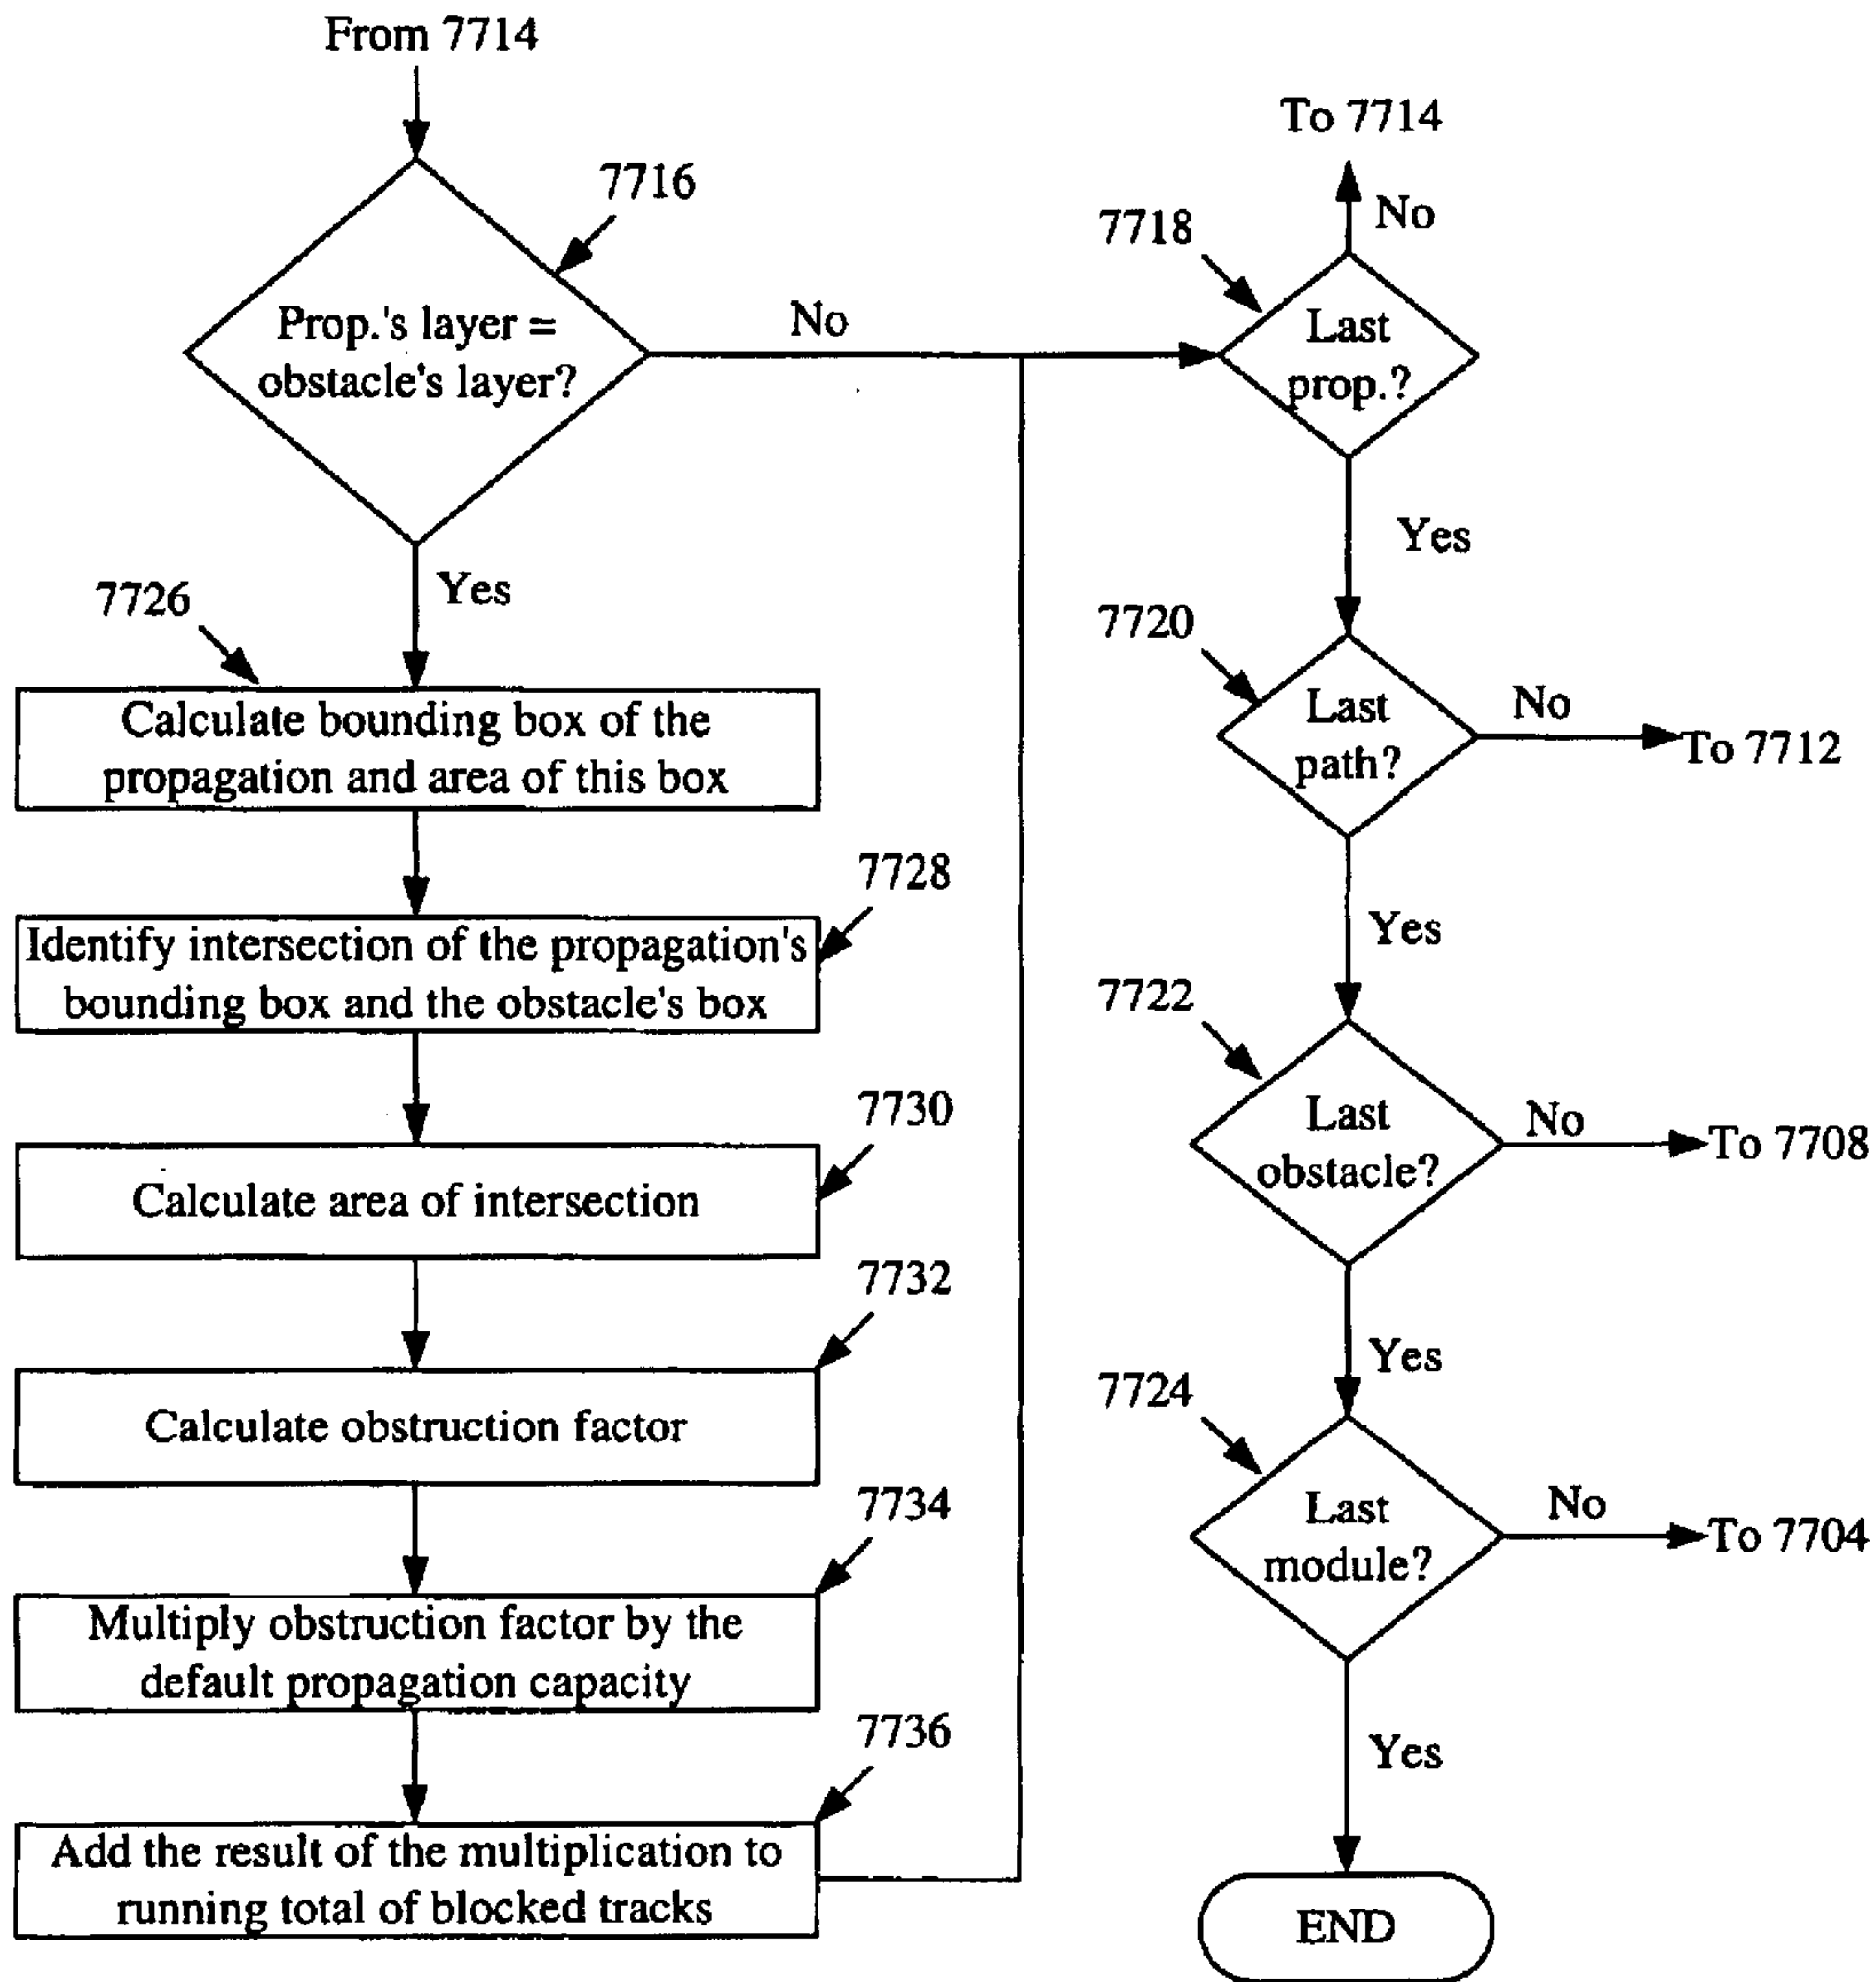 From 7714
7716
Prop.'s layer =
obstacle's layer?
No
Yes
7726
Calculate bounding box of the
propagation and area of this box
7728
Identify intersection of the propagation's
bounding box and the obstacle's box
7730
Calculate area of intersection
7732
Calculate obstruction factor
7734
Multiply obstruction factor by the
default propagation capacity
7736
Add the result of the multiplication to
running total of blocked tracks
To 7714
No
7718
Last
prop.?
Yes
7720
Last
path?
No
To 7712
Yes
7722
Last
obstacle?
No
To 7708
Yes
7724
Last
module?
No
To 7704
Yes
END